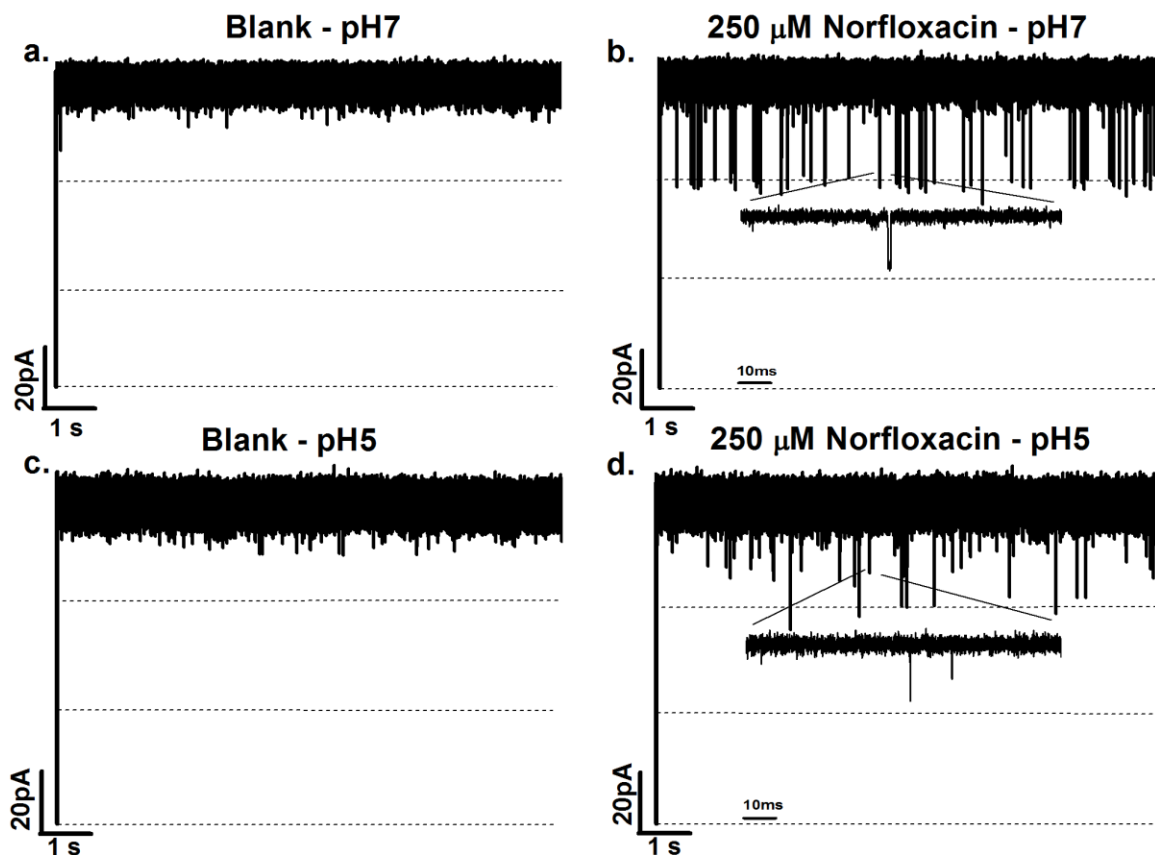 a.
Blank - pH7
20pA
1 s
b.
250 μM Norfloxacin - pH7
20pA
1 s
10ms
c.
Blank - pH5
20pA
1 s
d.
250 μM Norfloxacin - pH5
20pA
1 s
10ms